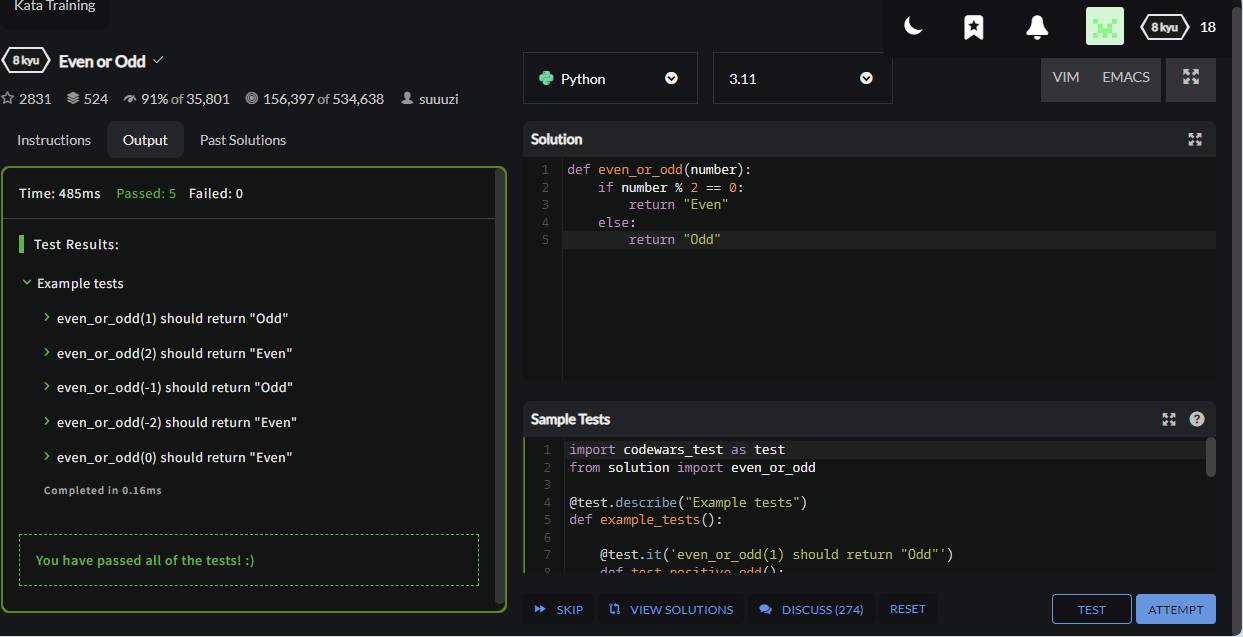 Kata Training
8 kyu 18
8 kyu Even or Odd
2831 524 91% of 35,801 156,397 of 534,638 suuuzi
Instructions Output Past Solutions
Time: 485ms Passed: 5 Failed: 0
Test Results:
Example tests
even_or_odd(1) should return "Odd"
even_or_odd(2) should return "Even"
even_or_odd(-1) should return "Odd"
even_or_odd(-2) should return "Even"
even_or_odd(0) should return "Even"
Completed in 0.16ms
You have passed all of the tests! :)
Python 3.11 VIM EMACS
Solution
1 def even_or_odd(number):
2     if number % 2 == 0:
3         return "Even"
4     else:
5         return "Odd"
Sample Tests ?
1 import codewars_test as test
2 from solution import even_or_odd
3
4 @test.describe("Example tests")
5 def example_tests():
6
7     @test.it('even_or_odd(1) should return "Odd"')
8     def test_positive_odd():
SKIP VIEW SOLUTIONS DISCUSS (274) RESET TEST ATTEMPT